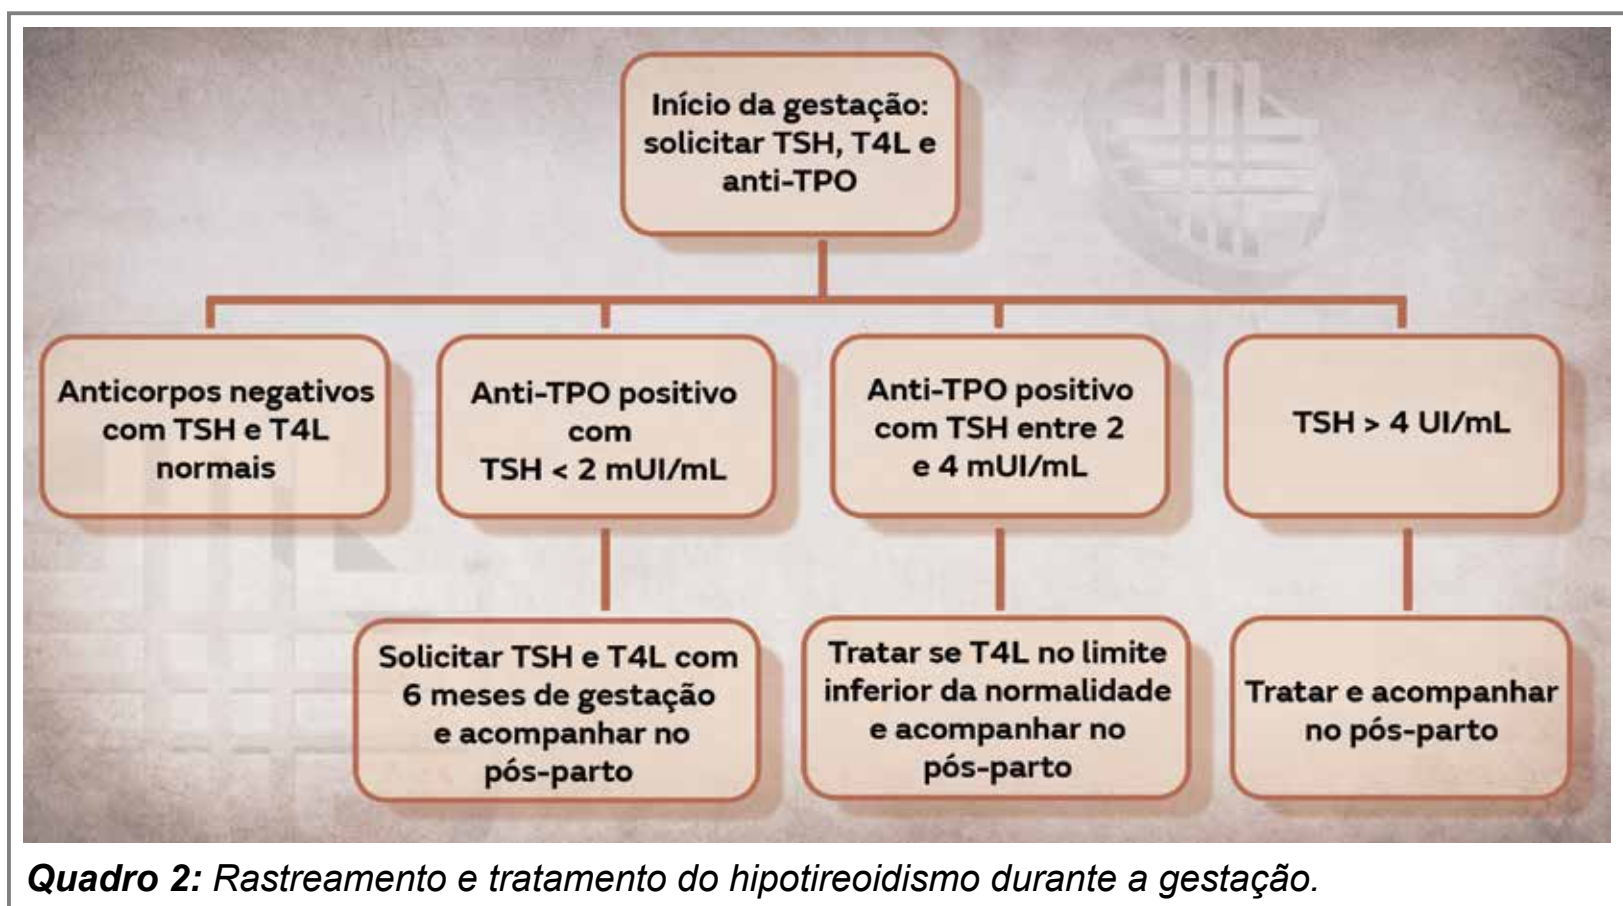 Início da gestação:
solicitar TSH, T4L e
anti-TPO
Anticorpos negativos
com TSH e T4L
normais
Anti-TPO positivo
com
TSH < 2 mUI/mL
Anti-TPO positivo
com TSH entre 2
e 4 mUI/mL
TSH > 4 UI/mL
Solicitar TSH e T4L com
6 meses de gestação
e acompanhar no
pós-parto
Tratar se T4L no limite
inferior da normalidade
e acompanhar no
pós-parto
Tratar e acompanhar
no pós-parto
Quadro 2: Rastreamento e tratamento do hipotireoidismo durante a gestação.